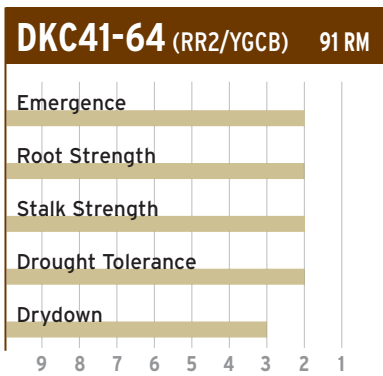 DKC41-64 (RR2/YGCB) 91 RM
Emergence
Root Strength
Stalk Strength
Drought Tolerance
Drydown
9 8 7 6 5 4 3 2 1